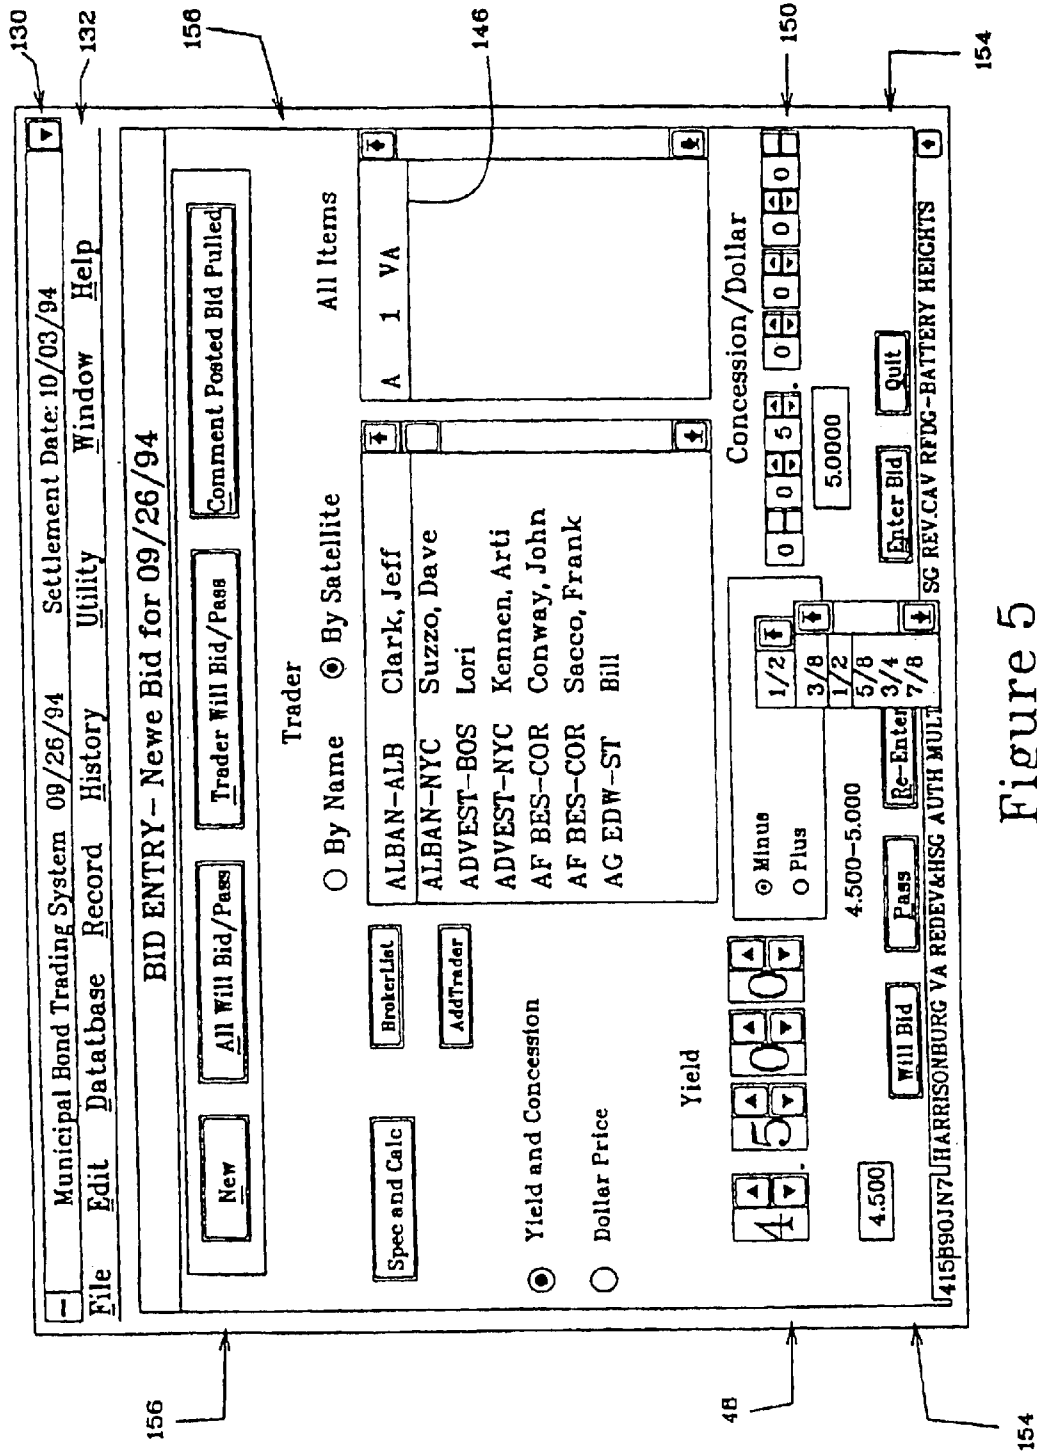 Municipal Bond Trading System 09/26/94 Settlement Date: 10/03/94
130
File Edit Datatbase Record History Utility Window Help
132
BID ENTRY- Newe Bid for 09/26/94
New All Will Bid/Pass Trader Will Bid/Pass Comment Posted Bid Pulled
156
158
Trader
By Name By Satellite All Items
Spec and Calc BrokerList
AddTrader
ALBAN-ALB Clark, Jeff
ALBAN-NYC Suzzo, Dave
ADVEST-BOS Lori
ADVEST-NYC Kennen, Arti
AF BES-COR Conway, John
AF BES-COR Sacco, Frank
AG EDW-ST Bill
A 1 VA
146
Yield and Concession
Dollar Price
Yield
4.500
Minus
Plus
1/2
3/8
1/2
5/8
3/4
7/8
Concession/Dollar
0 0 5. 0 0 0 0
150
48
4.500
4.500-5.000
5.0000
Will Bid Pass Re-Enter Enter Bid Quit
154
415B90JN7 HARRISONBURG VA REDEV&HSG AUTH MULT SG REV.CAV RFDG-BATTERY HEIGHTS
154
Figure 5